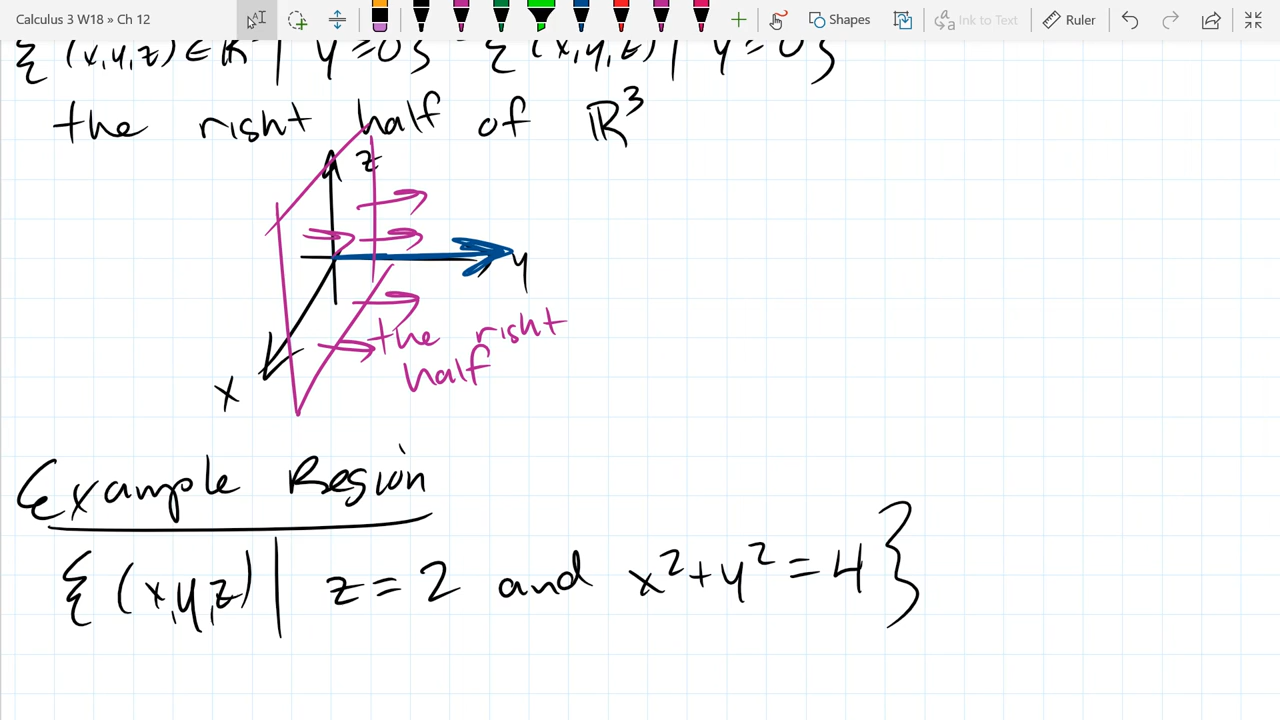 Calculus 3 W18 » Ch 12
Ink to Text
Shapes
Ruler
{(x,y,z)∈ℝ³ | y≥0} = {(x,y,z) | y≥0}
the right half of ℝ³
z
y
x
the right
half
Example Region
{(x,y,z) | z=2 and x²+y²=4}